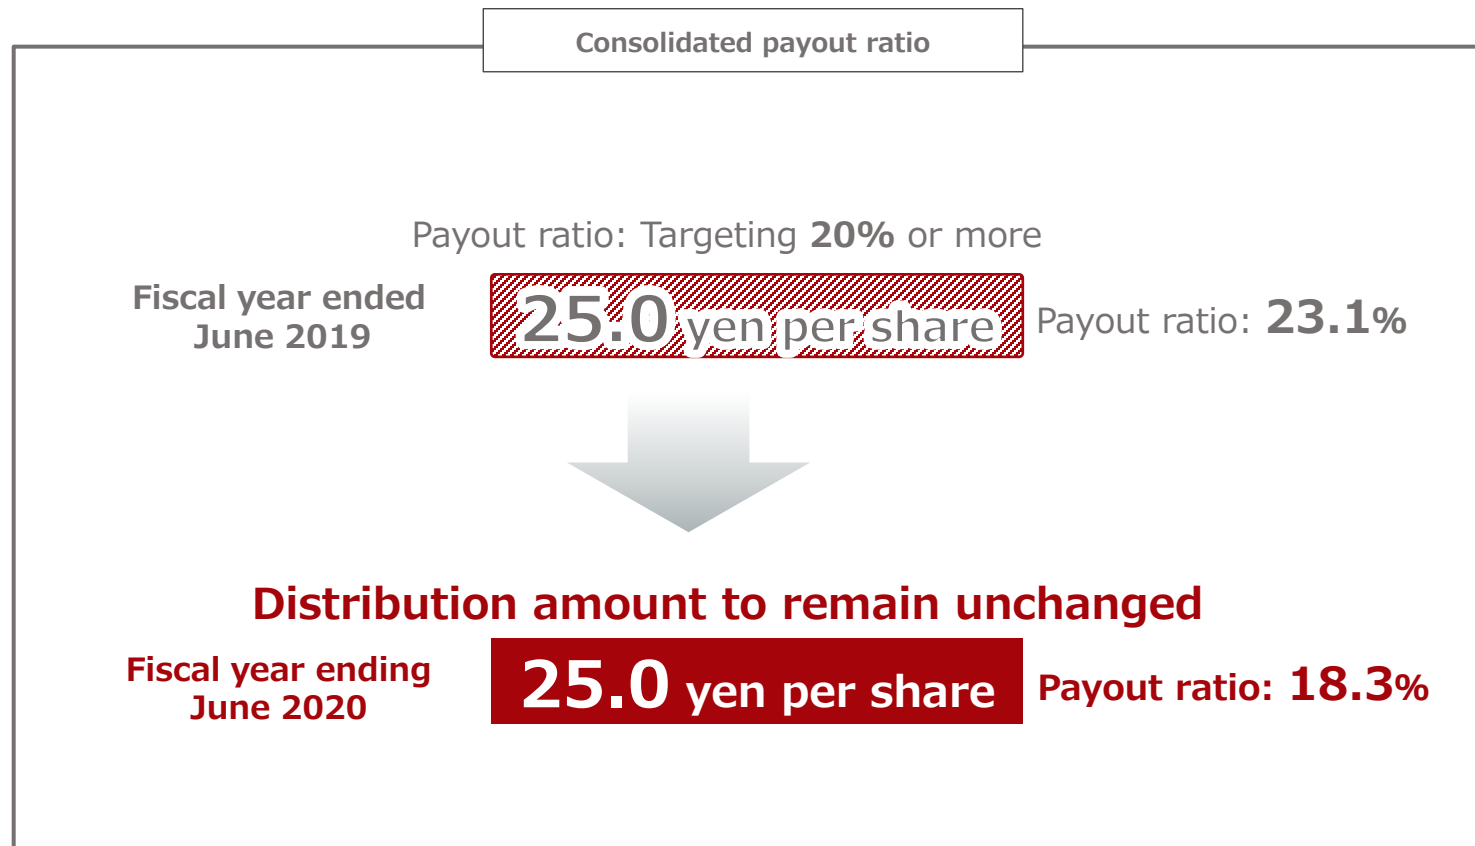 Consolidated payout ratio
Payout ratio: Targeting 20% or more
Fiscal year ended
June 2019
25.0 yen per share
Payout ratio: 23.1%
Distribution amount to remain unchanged
Fiscal year ending
June 2020
25.0 yen per share
Payout ratio: 18.3%